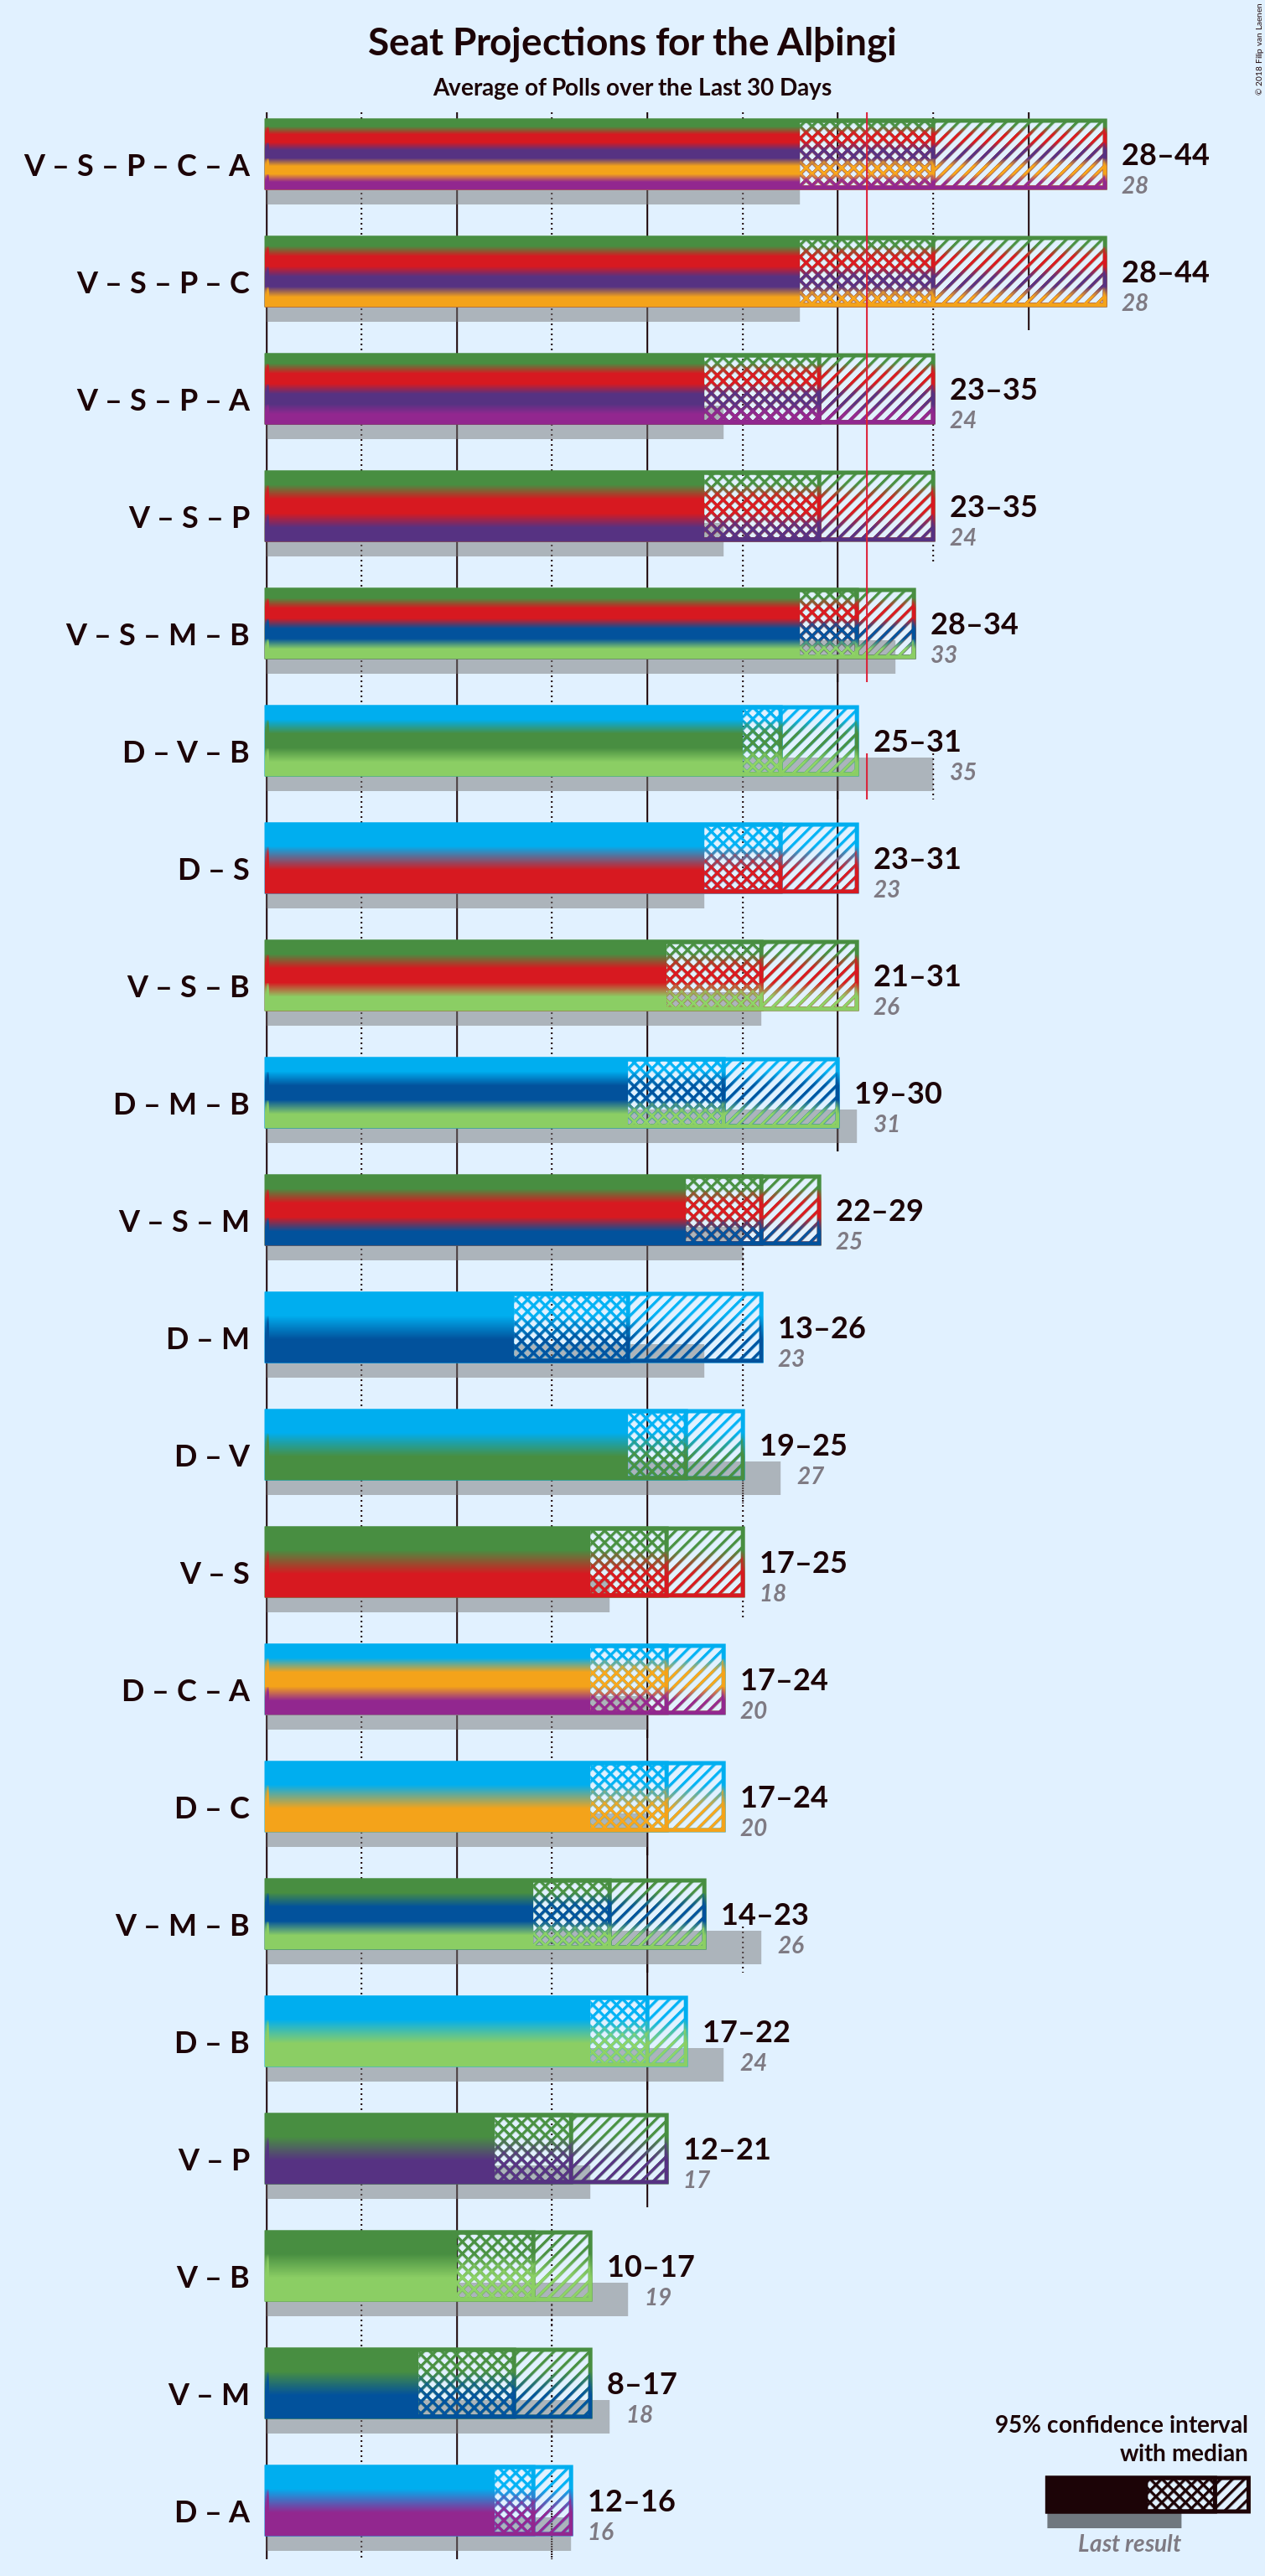 Seat Projections for the Alþingi
Average of Polls over the Last 30 Days
© 2018 Filip van Laenen
V – S – P – C – A
28–44
28
V – S – P – C
28–44
28
V – S – P – A
23–35
24
V – S – P
23–35
24
V – S – M – B
28–34
33
D – V – B
25–31
35
D – S
23–31
23
V – S – B
21–31
26
D – M – B
19–30
31
V – S – M
22–29
25
D – M
13–26
23
D – V
19–25
27
V – S
17–25
18
D – C – A
17–24
20
D – C
17–24
20
V – M – B
14–23
26
D – B
17–22
24
V – P
12–21
17
V – B
10–17
19
V – M
8–17
18
D – A
12–16
16
95% confidence interval
with median
Last result